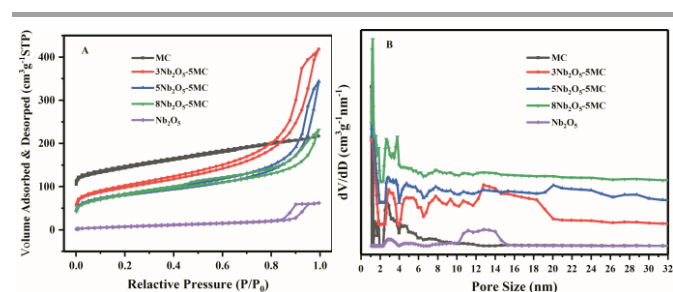 A
MC
3Nb₂O₅-5MC
5Nb₂O₅-5MC
8Nb₂O₅-5MC
Nb₂O₅
Volume Adsorbed & Desorped (cm³g⁻¹STP)
400
300
200
100
0
0.0 0.2 0.4 0.6 0.8 1.0
Relactive Pressure (P/P₀)
B
MC
3Nb₂O₅-5MC
5Nb₂O₅-5MC
8Nb₂O₅-5MC
Nb₂O₅
dV/dD (cm³g⁻¹nm⁻¹)
0 2 4 6 8 10 12 14 16 18 20 22 24 26 28 30 32
Pore Size (nm)